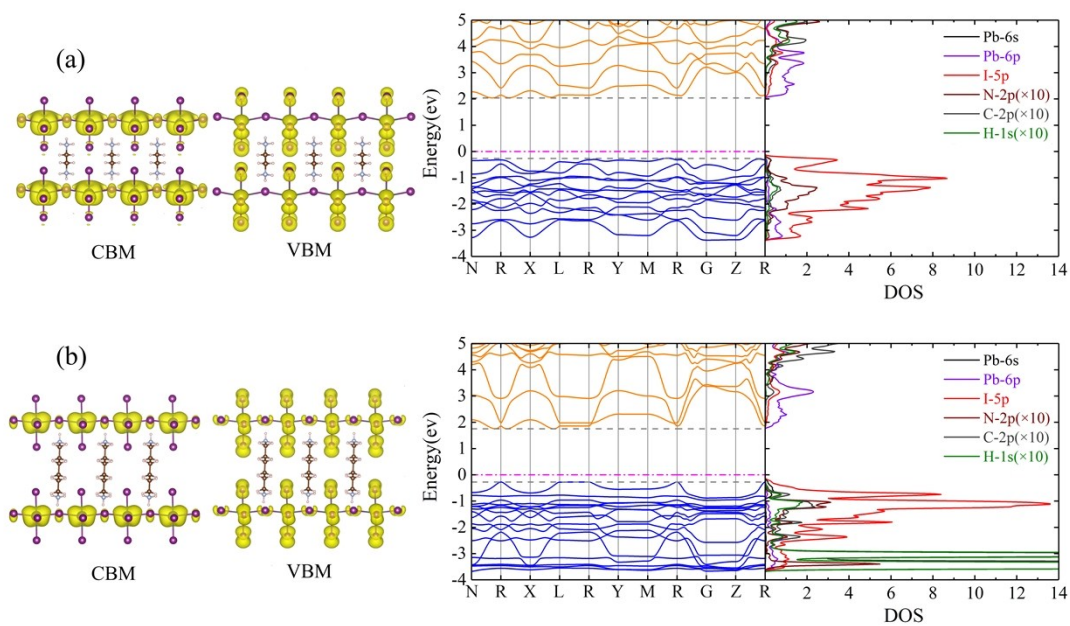 (a)
CBM
VBM
Energy(ev)
5
4
3
2
1
0
-1
-2
-3
-4
N R X L R Y M R G Z R
2 4 6 8 10 12 14
DOS
Pb-6s
Pb-6p
I-5p
N-2p(×10)
C-2p(×10)
H-1s(×10)
(b)
CBM
VBM
Energy(ev)
5
4
3
2
1
0
-1
-2
-3
-4
N R X L R Y M R G Z R
2 4 6 8 10 12 14
DOS
Pb-6s
Pb-6p
I-5p
N-2p(×10)
C-2p(×10)
H-1s(×10)